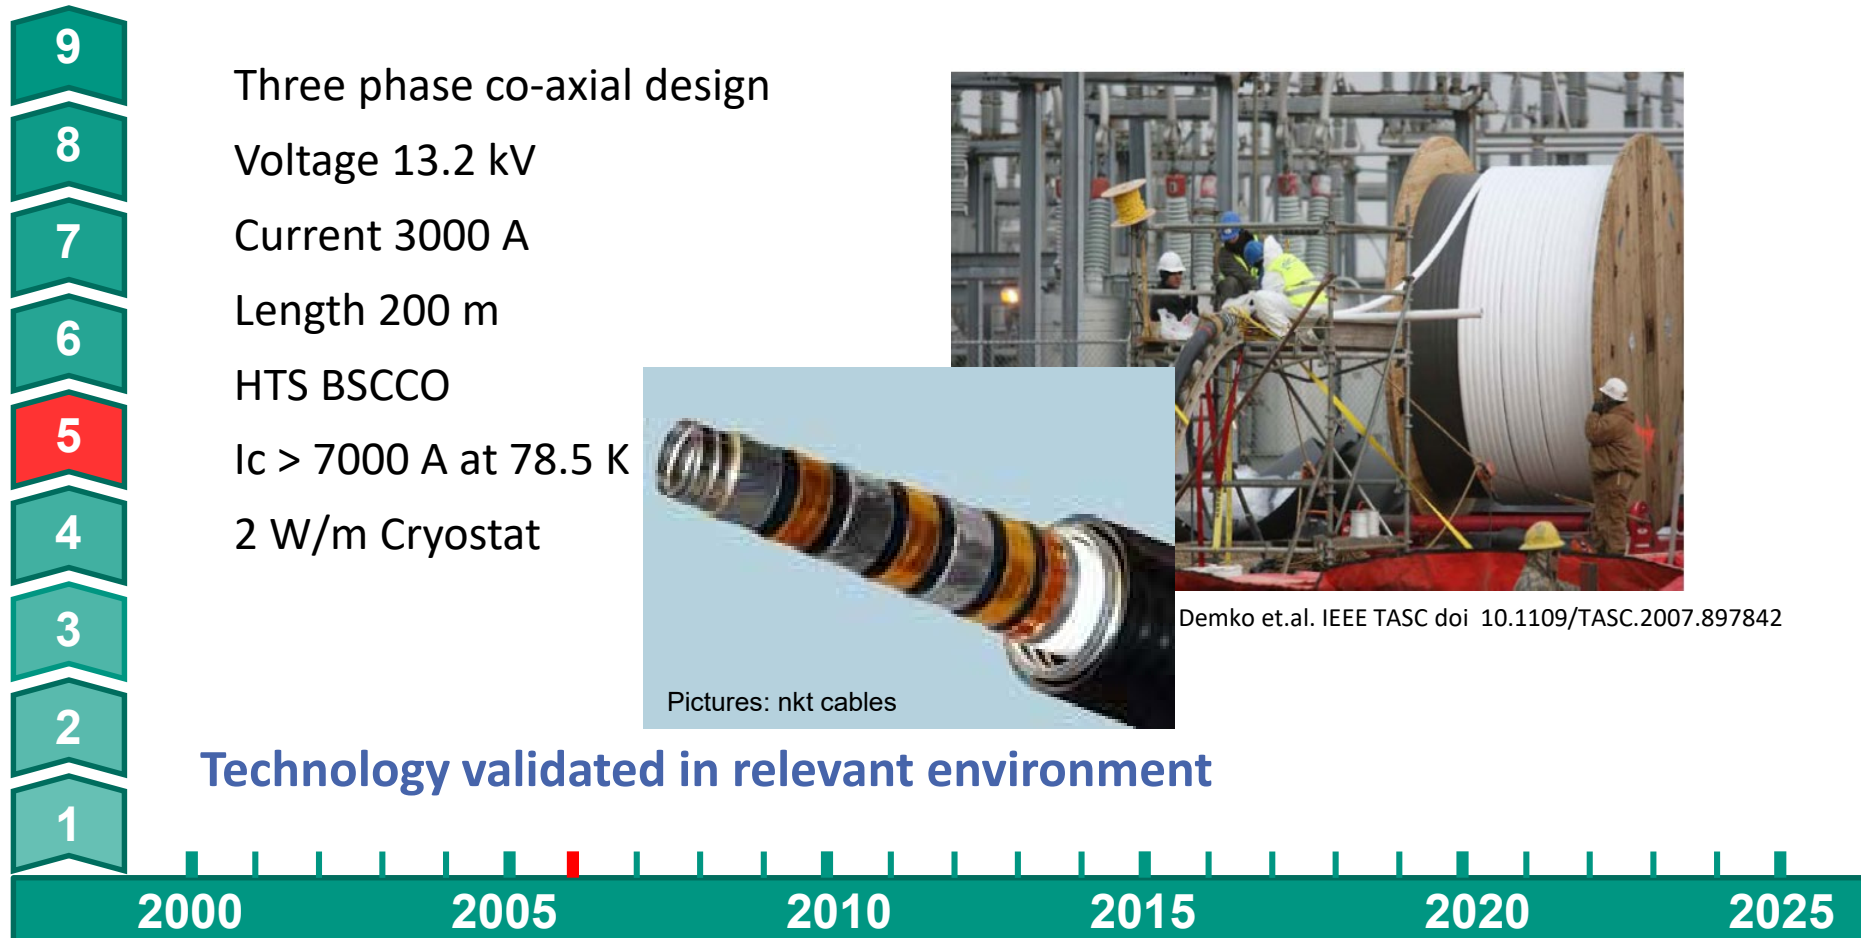 9
8
7
6
5
4
3
2
1
Three phase co-axial design
Voltage 13.2 kV
Current 3000 A
Length 200 m
HTS BSCCO
Ic > 7000 A at 78.5 K
2 W/m Cryostat
Demko et.al. IEEE TASC doi 10.1109/TASC.2007.897842
Pictures: nkt cables
Technology validated in relevant environment
2000 2005 2010 2015 2020 2025